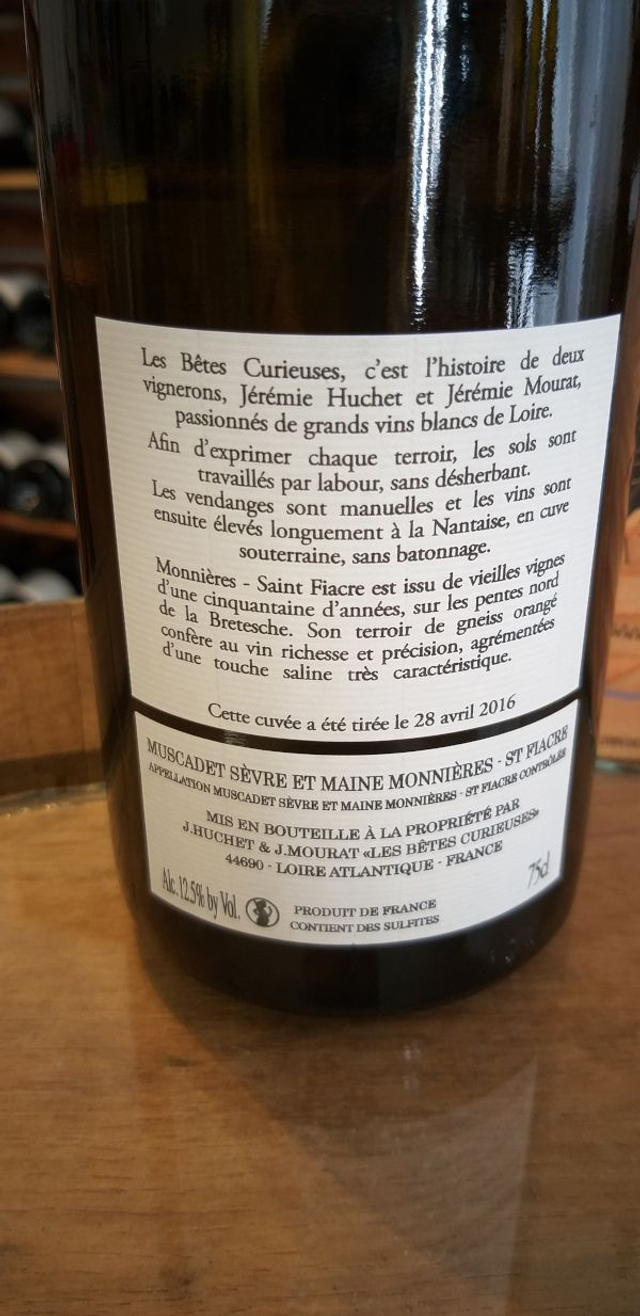 Les Bêtes Curieuses, c'est l'histoire de deux
vignerons, Jérémie Huchet et Jérémie Mourat,
passionnés de grands vins blancs de Loire.
Afin d'exprimer chaque terroir, les sols sont
travaillés par labour, sans désherbant.
Les vendanges sont manuelles et les vins sont
ensuite élevés longuement à la Nantaise, en cuve
souterraine, sans batonnage.
Monnières - Saint Fiacre est issu de vieilles vignes
d'une cinquantaine d'années, sur les pentes nord
de la Bretesche. Son terroir de gneiss orangé
confère au vin richesse et précision, agrémentées
d'une touche saline très caractéristique.
Cette cuvée a été tirée le 28 avril 2016
MUSCADET SÈVRE ET MAINE MONNIÈRES - ST FIACRE
APPELLATION MUSCADET SÈVRE ET MAINE MONNIÈRES - ST FIACRE CONTRÔLÉE
MIS EN BOUTEILLE À LA PROPRIÉTÉ PAR
J.HUCHET & J.MOURAT «LES BÊTES CURIEUSES»
44690 - LOIRE ATLANTIQUE - FRANCE
Alc.12.5% by Vol.
75cl
PRODUIT DE FRANCE
CONTIENT DES SULFITES